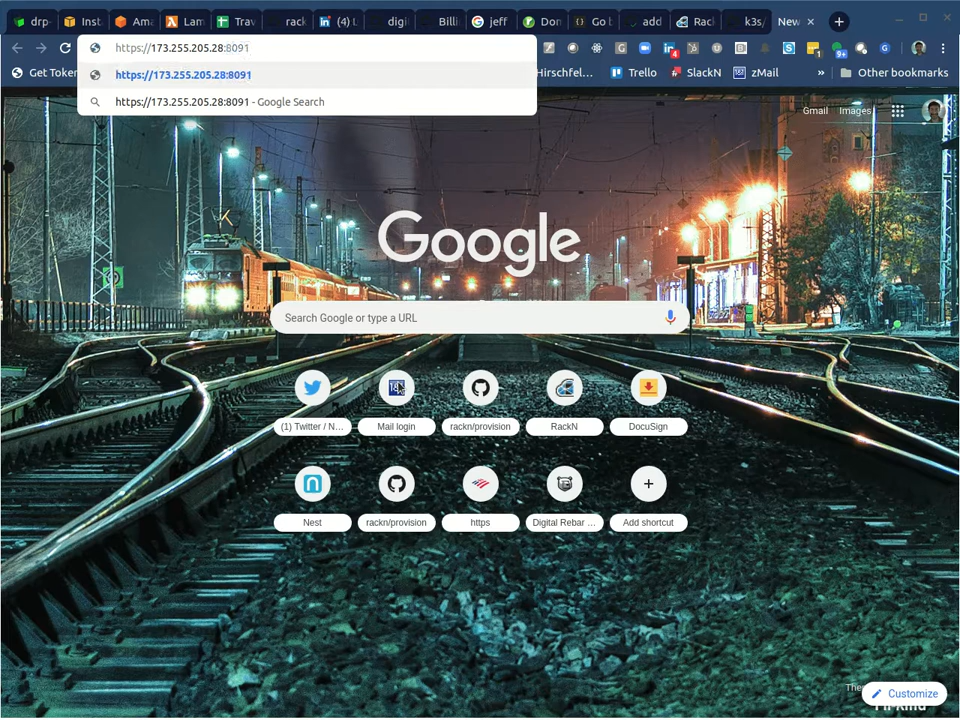 drp-
Inst
Ama
Lam
Trav
rack
(4) L
digi
Billi
jeff
Don
Go b
add
Rack
k3s/
New
https://173.255.205.28:8091
https://173.255.205.28:8091
https://173.255.205.28:8091 - Google Search
4
1
9+
Get Token
Hirschfel...
Trello
SlackN
zMail
»
Other bookmarks
Gmail
Images
Google
Search Google or type a URL
(1) Twitter / N...
Mail login
rackn/provision
RackN
DocuSign
Nest
rackn/provision
https
Digital Rebar ...
Add shortcut
Customize